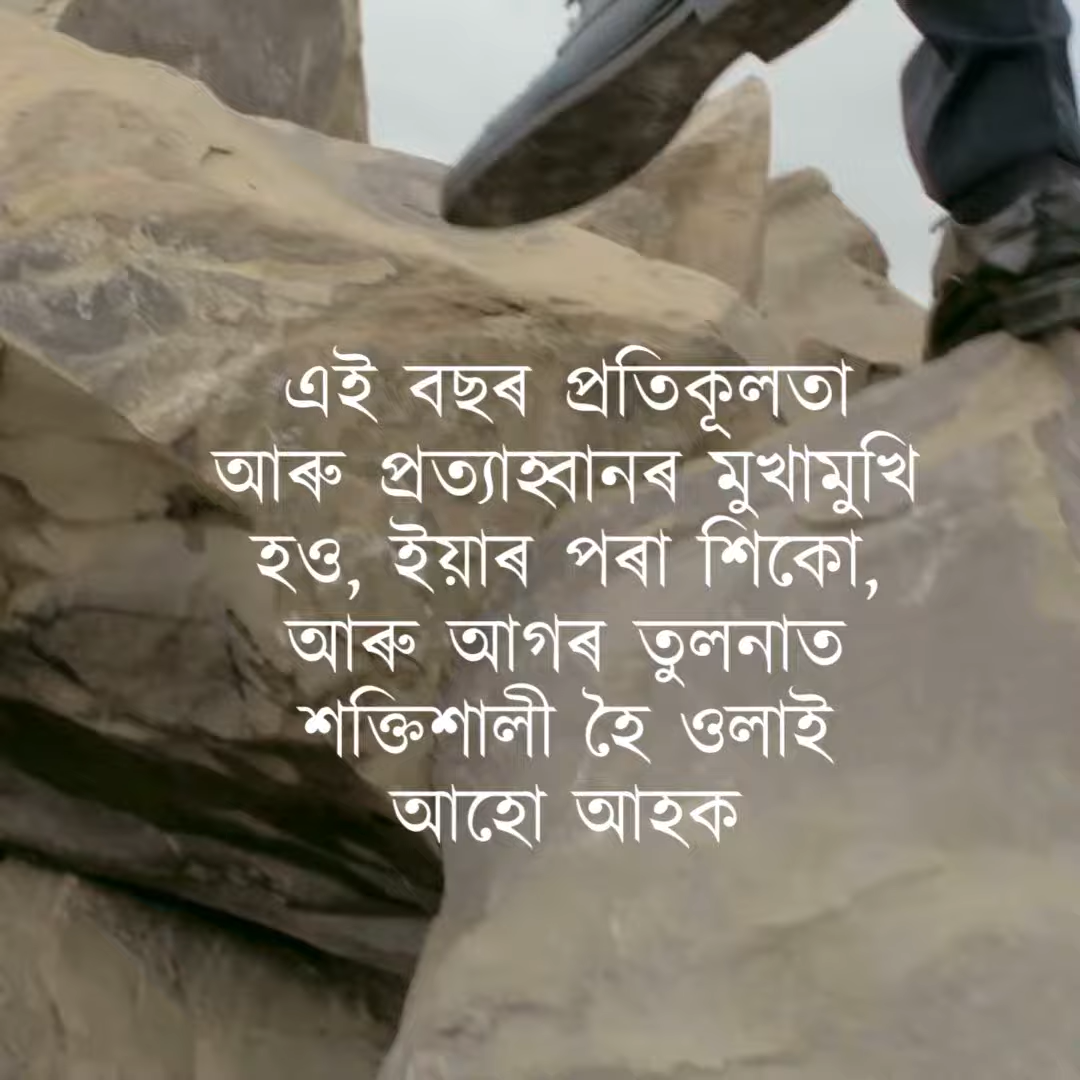 এই বছৰ প্ৰতিকূলতা
আৰু প্ৰত্যাহ্বানৰ মুখামুখি
হও, ইয়াৰ পৰা শিকো,
আৰু আগৰ তুলনাত
শক্তিশালী হৈ ওলাই
আহো আহক